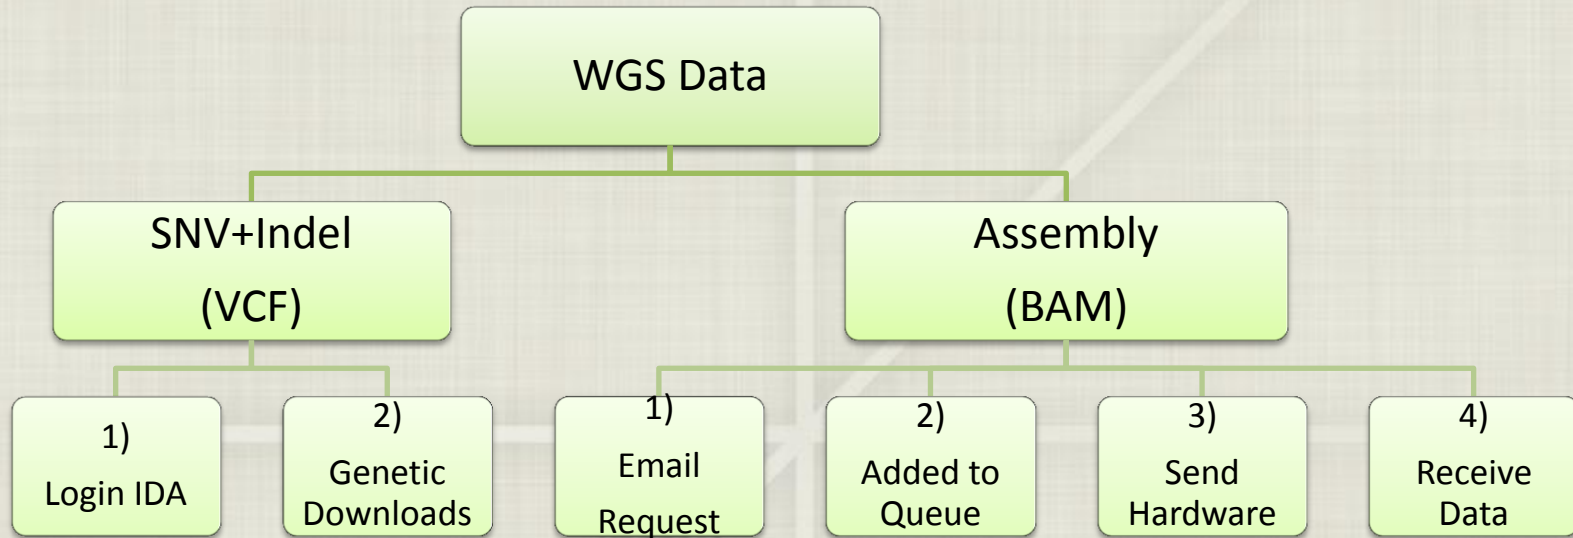 WGS Data
SNV+Indel
(VCF)
Assembly
(BAM)
1)
Login IDA
2)
Genetic
Downloads
1)
Email
Request
2)
Added to
Queue
3)
Send
Hardware
4)
Receive
Data